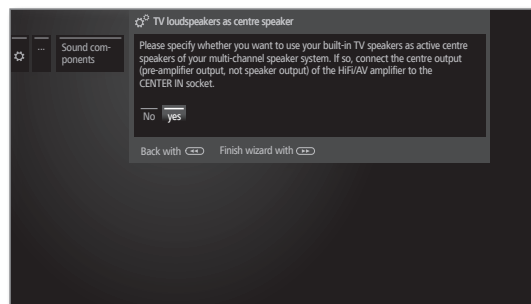 TV loudspeakers as centre speaker
...
Sound com-
ponents
Please specify whether you want to use your built-in TV speakers as active centre
speakers of your multi-channel speaker system. If so, connect the centre output
(pre-amplifier output, not speaker output) of the HiFi/AV amplifier to the
CENTER IN socket.
No yes
Back with Finish wizard with